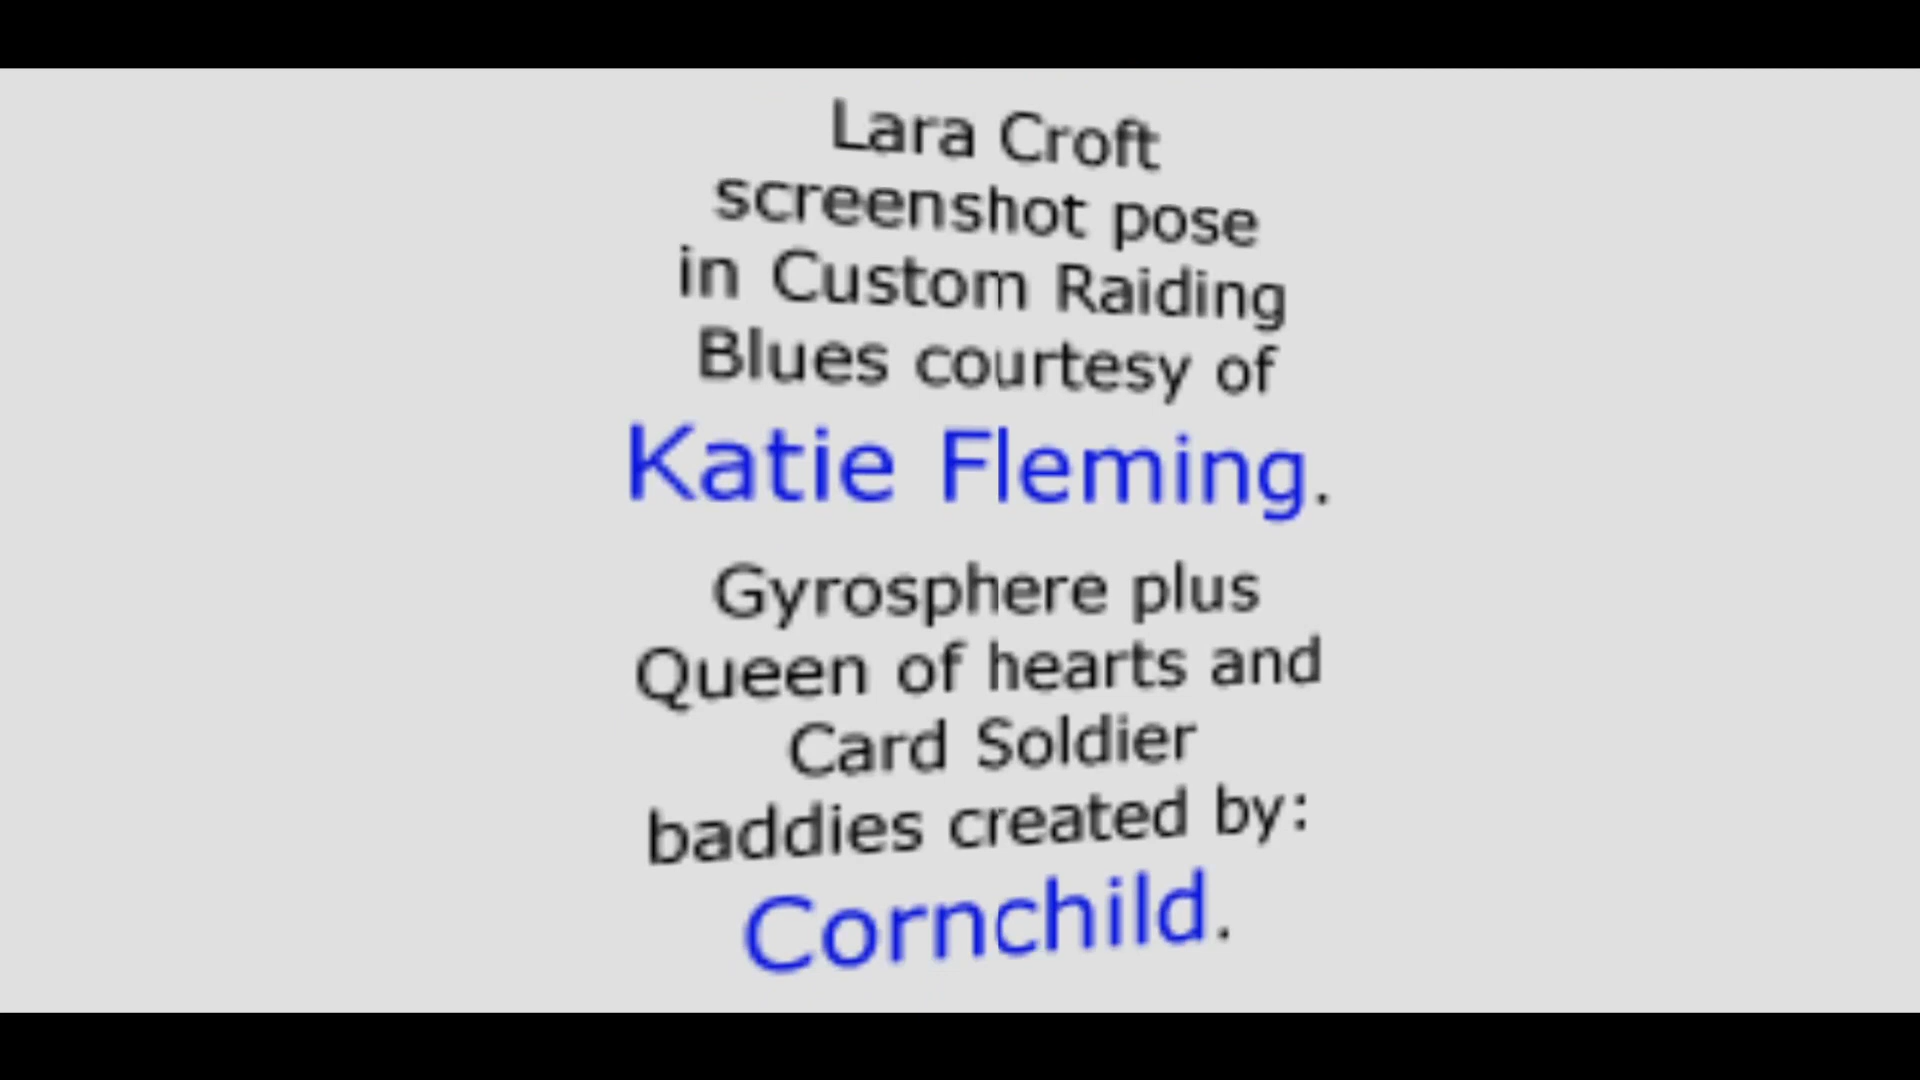 Lara Croft
screenshot pose
in Custom Raiding
Blues courtesy of
Katie Fleming.
Gyrosphere plus
Queen of hearts and
Card Soldier
baddies created by:
Cornchild.